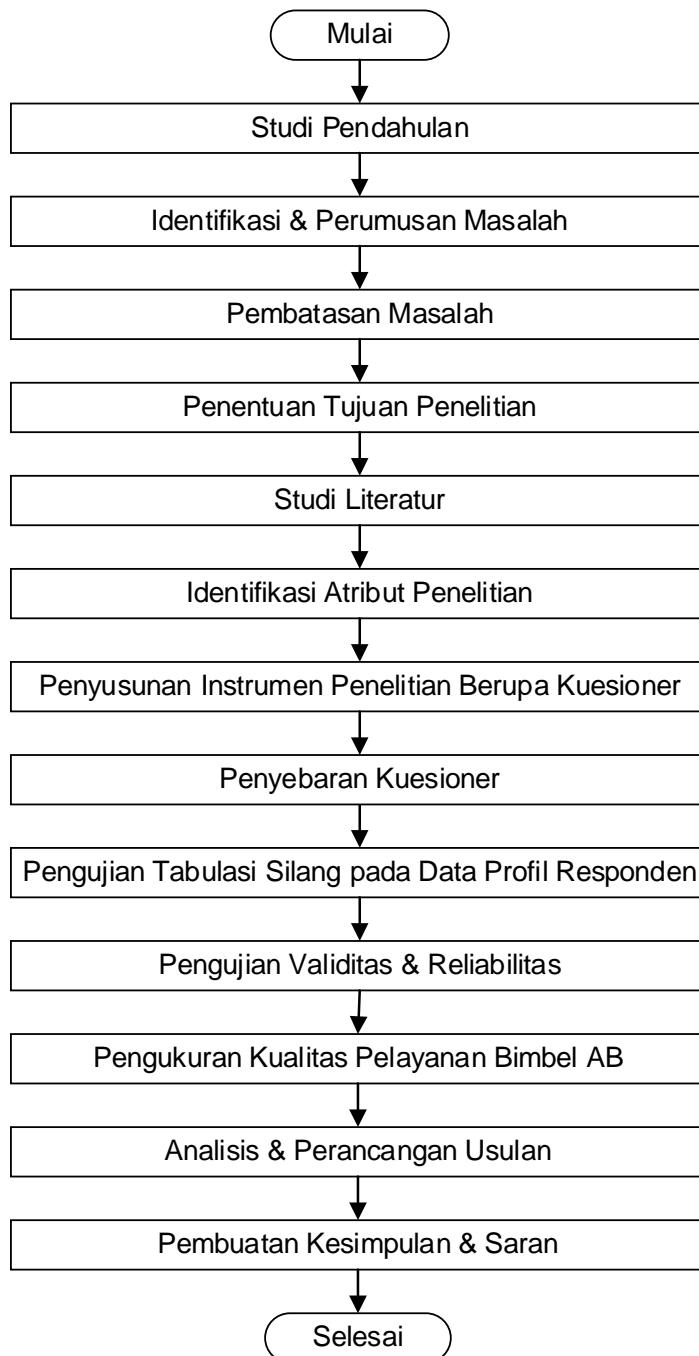 Mulai
Studi Pendahulan
Identifikasi & Perumusan Masalah
Pembatasan Masalah
Penentuan Tujuan Penelitian
Studi Literatur
Identifikasi Atribut Penelitian
Penyusunan Instrumen Penelitian Berupa Kuesioner
Penyebaran Kuesioner
Pengujian Tabulasi Silang pada Data Profil Responden
Pengujian Validitas & Reliabilitas
Pengukuran Kualitas Pelayanan Bimbel AB
Analisis & Perancangan Usulan
Pembuatan Kesimpulan & Saran
Selesai